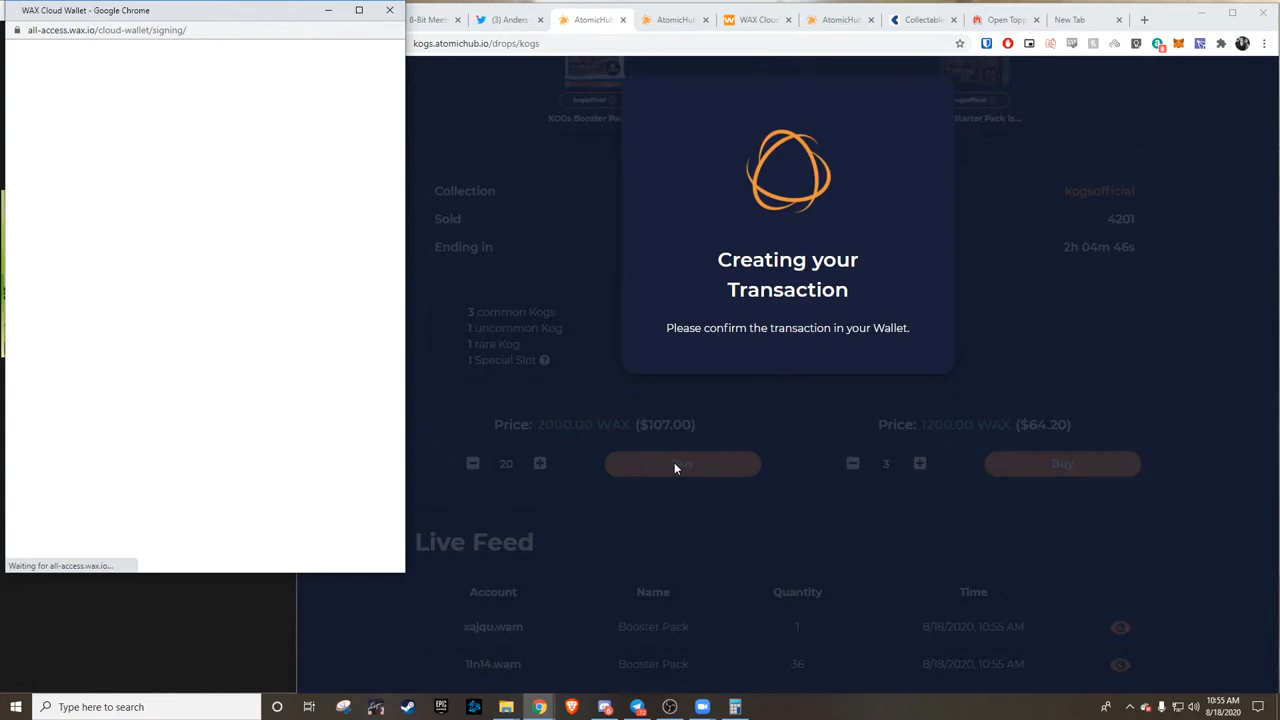 WAX Cloud Wallet - Google Chrome
all-access.wax.io/cloud-wallet/signing/
8-Bit Meet
(3) Anders
AtomicHub
AtomicHub
WAX Cloud
AtomicHub
Collectable
Open Topp
New Tab
kogs.atomichub.io/drops/kogs
KOGs Booster Pa
Starter Pack 1s...
Creating your
Transaction
Please confirm the transaction in your Wallet.
Collection
kogsofficial
Sold
4201
Ending in
2h 04m 46s
3 common Kogs
1 uncommon Kog
1 rare Kog
1 Special Slot
Price: 2000.00 WAX ($107.00)
20
Buy
Price: 1200.00 WAX ($64.20)
3
Buy
Waiting for all-access.wax.io...
Live Feed
Account
Name
Quantity
Time
xajqu.wam
Booster Pack
1
8/18/2020, 10:55 AM
1ln14.wam
Booster Pack
36
8/18/2020, 10:55 AM
Type here to search
EPIC
GAMES
10:55 AM
8/18/2020